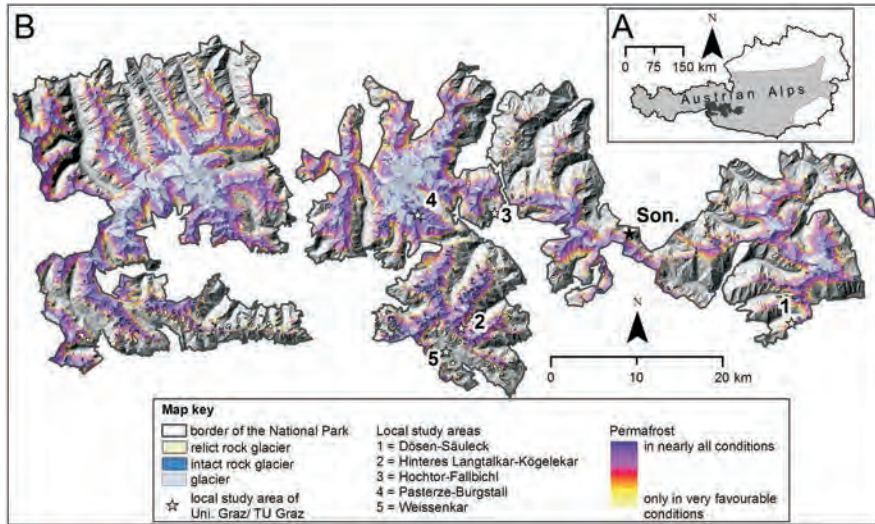 B
A
N
0 75 150 km
Austrian Alps
4
3
Son.
N
1
2
5
0 10 20 km
Map key
border of the National Park
relict rock glacier
intact rock glacier
glacier
local study area of
Uni. Graz/ TU Graz
Local study areas
1 = Dösen-Säuleck
2 = Hinteres Langtalkar-Kögelekar
3 = Hochtor-Fallbichl
4 = Pasterze-Burgstall
5 = Weissenkar
Permafrost
in nearly all conditions
only in very favourable
conditions